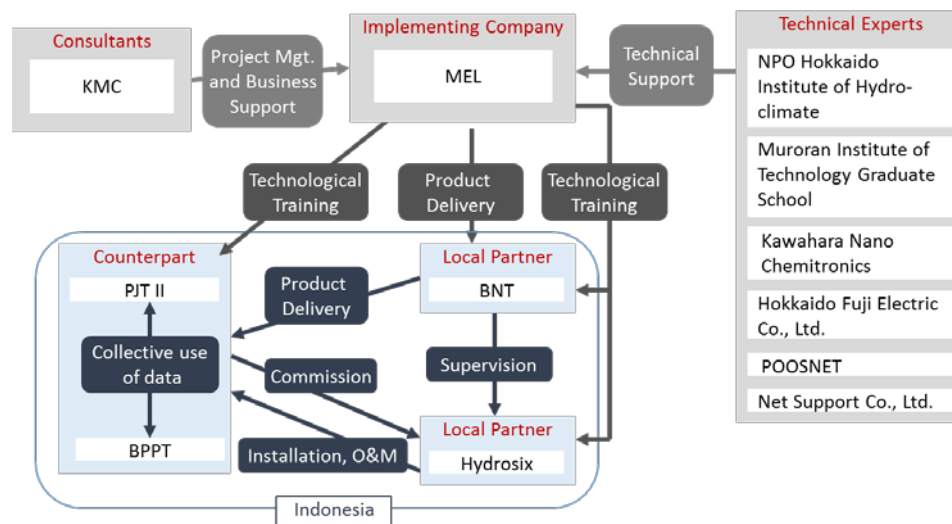 Consultants
KMC
Project Mgt.
and Business
Support
Implementing Company
MEL
Technical
Support
Technical Experts
NPO Hokkaido
Institute of Hydro-
climate
Muroran Institute of
Technology Graduate
School
Kawahara Nano
Chemitronics
Hokkaido Fuji Electric
Co., Ltd.
POOSNET
Net Support Co., Ltd.
Technological
Training
Product
Delivery
Technological
Training
Counterpart
PJT II
Collective use
of data
BPPT
Product
Delivery
Local Partner
BNT
Commission
Supervision
Installation, O&M
Local Partner
Hydrosix
Indonesia